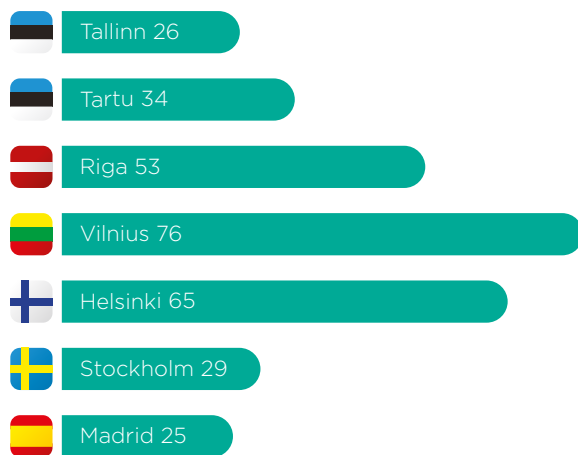 Tallinn 26
Tartu 34
Riga 53
Vilnius 76
Helsinki 65
Stockholm 29
Madrid 25